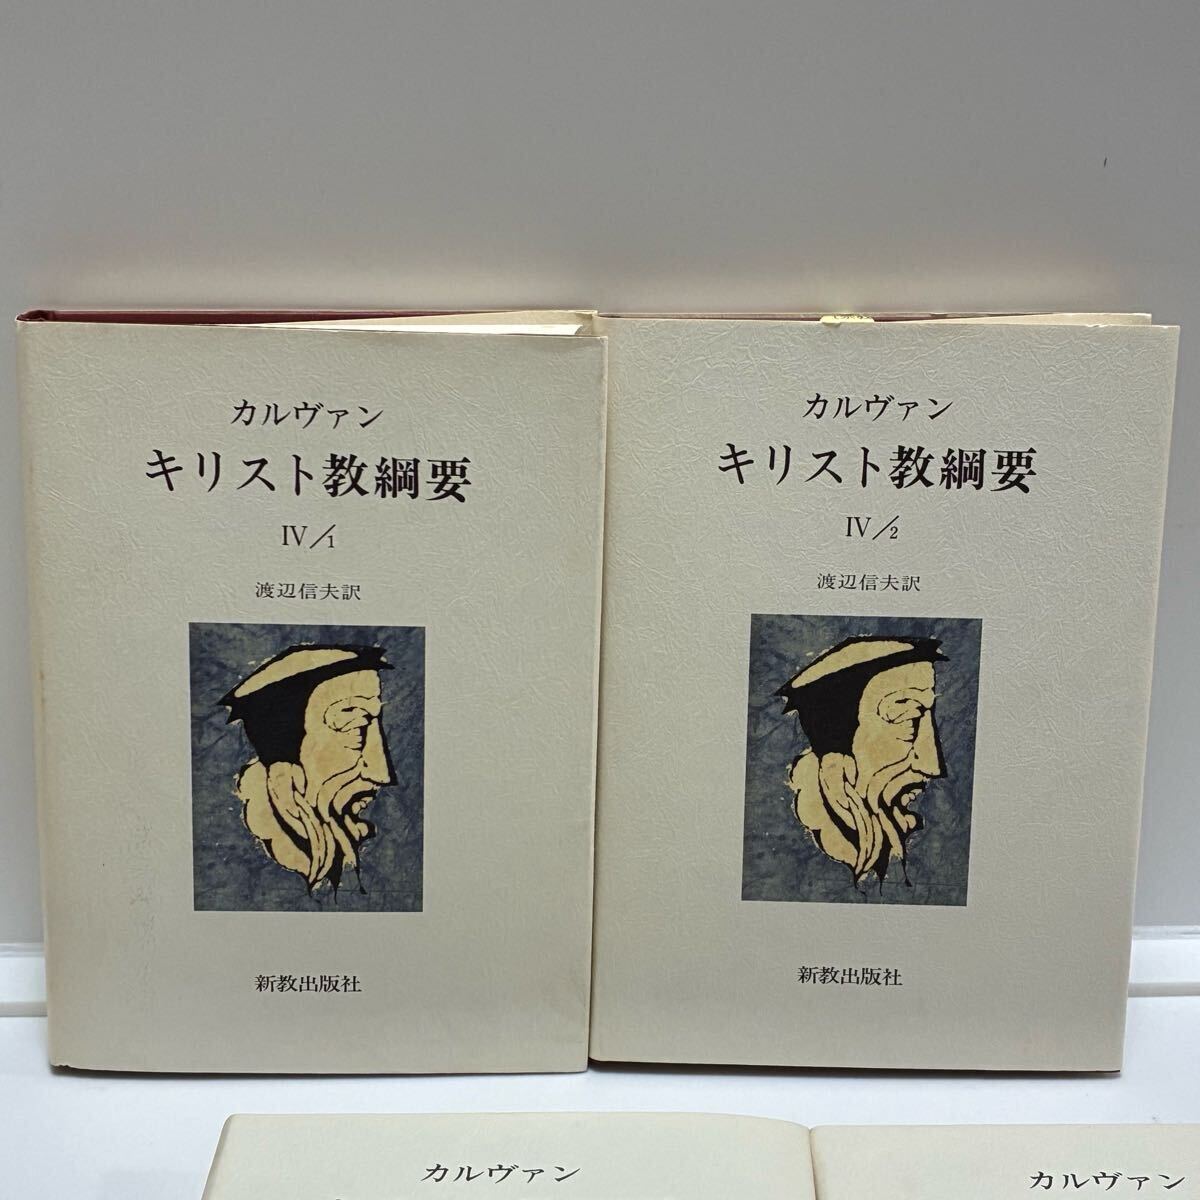 カルヴァン
キリスト教綱要
IV/1
渡辺信夫訳
新教出版社
カルヴァン
キリスト教綱要
IV/2
渡辺信夫訳
新教出版社
カルヴァン
カルヴァン